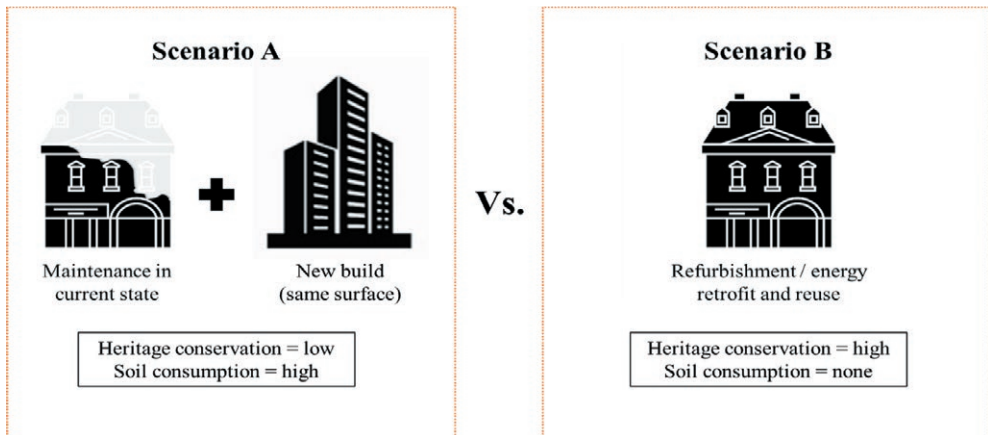 Scenario A
Maintenance in
current state
New build
(same surface)
Heritage conservation = low
Soil consumption = high
Vs.
Scenario B
Refurbishment / energy
retrofit and reuse
Heritage conservation = high
Soil consumption = none